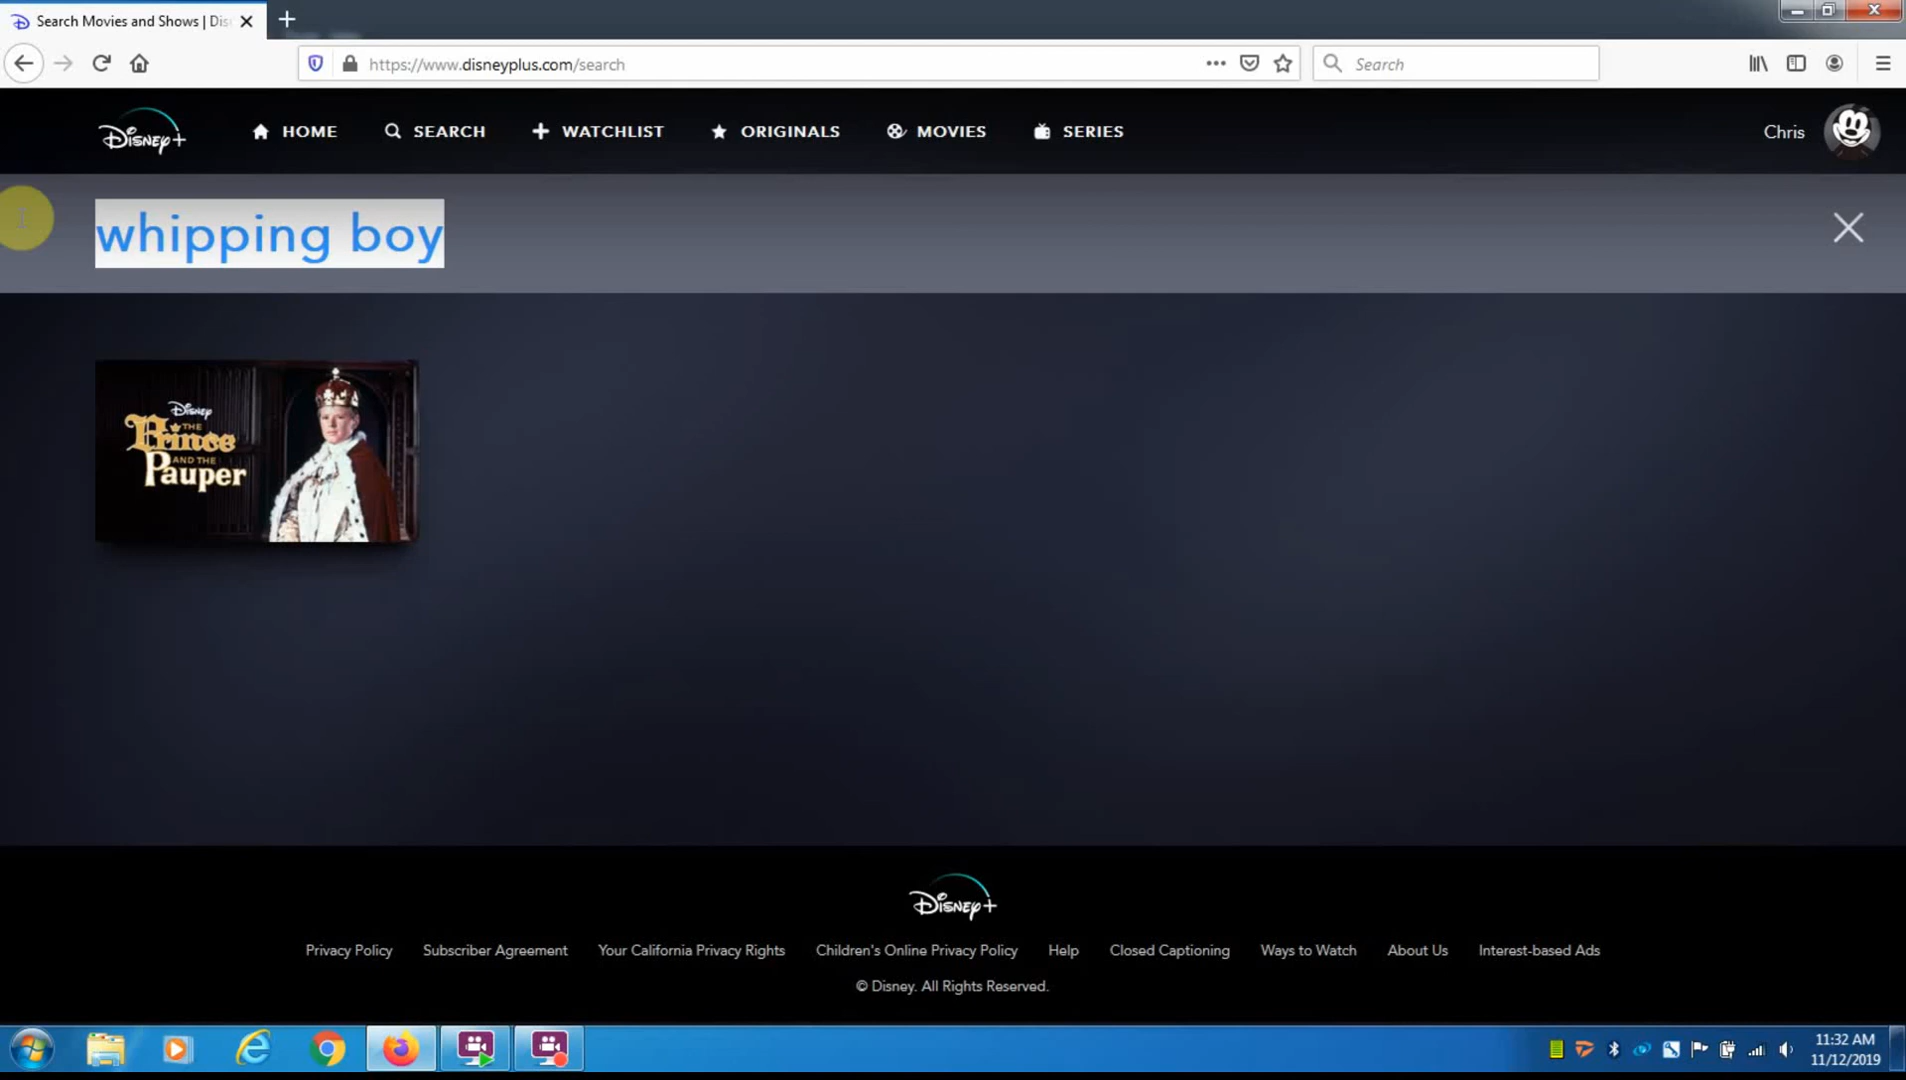 Search Movies and Shows | Dis
https://www.disneyplus.com/search
Search
Disney+
HOME
SEARCH
WATCHLIST
ORIGINALS
MOVIES
SERIES
Chris
whipping boy
Disney
THE
Prince
AND THE
Pauper
Disney+
Privacy Policy
Subscriber Agreement
Your California Privacy Rights
Children's Online Privacy Policy
Help
Closed Captioning
Ways to Watch
About Us
Interest-based Ads
© Disney. All Rights Reserved.
11:32 AM
11/12/2019